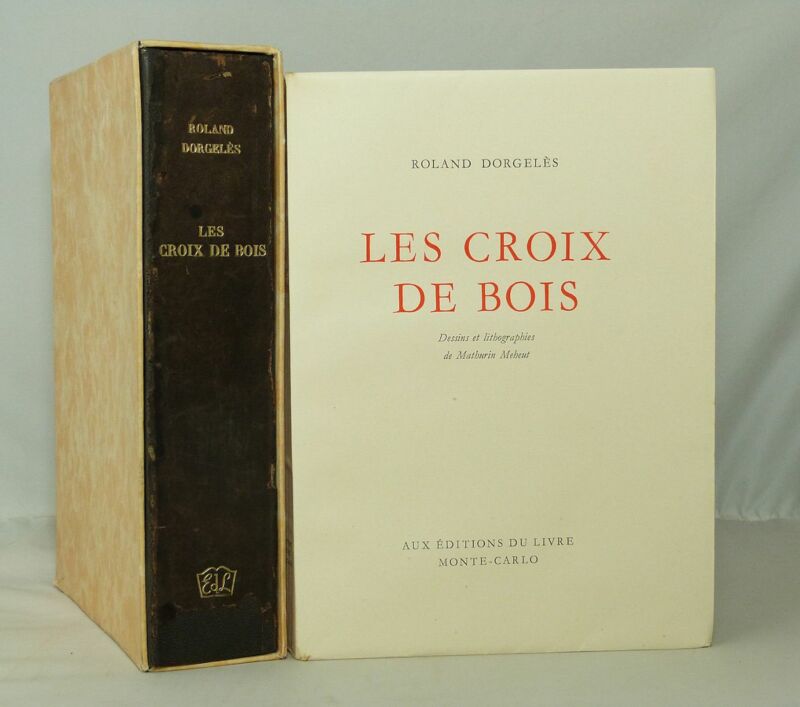 ROLAND
DORGELÈS
LES
CROIX DE BOIS
EdL
ROLAND DORGELÈS
LES CROIX
DE BOIS
Dessins et lithographies
de Mathurin Meheut
AUX ÉDITIONS DU LIVRE
MONTE-CARLO